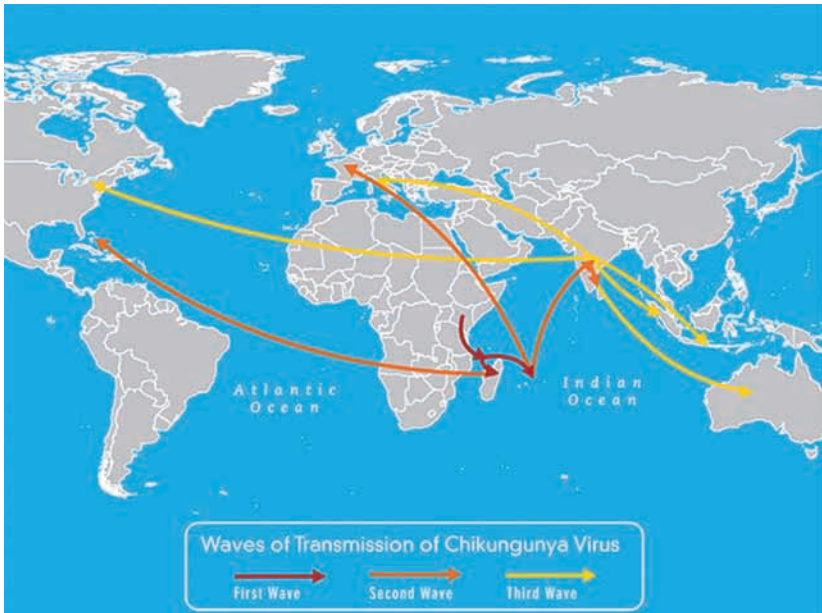 Atlantic
Ocean
Indian
Ocean
Waves of Transmission of Chikungunya Virus
First Wave
Second Wave
Third Wave